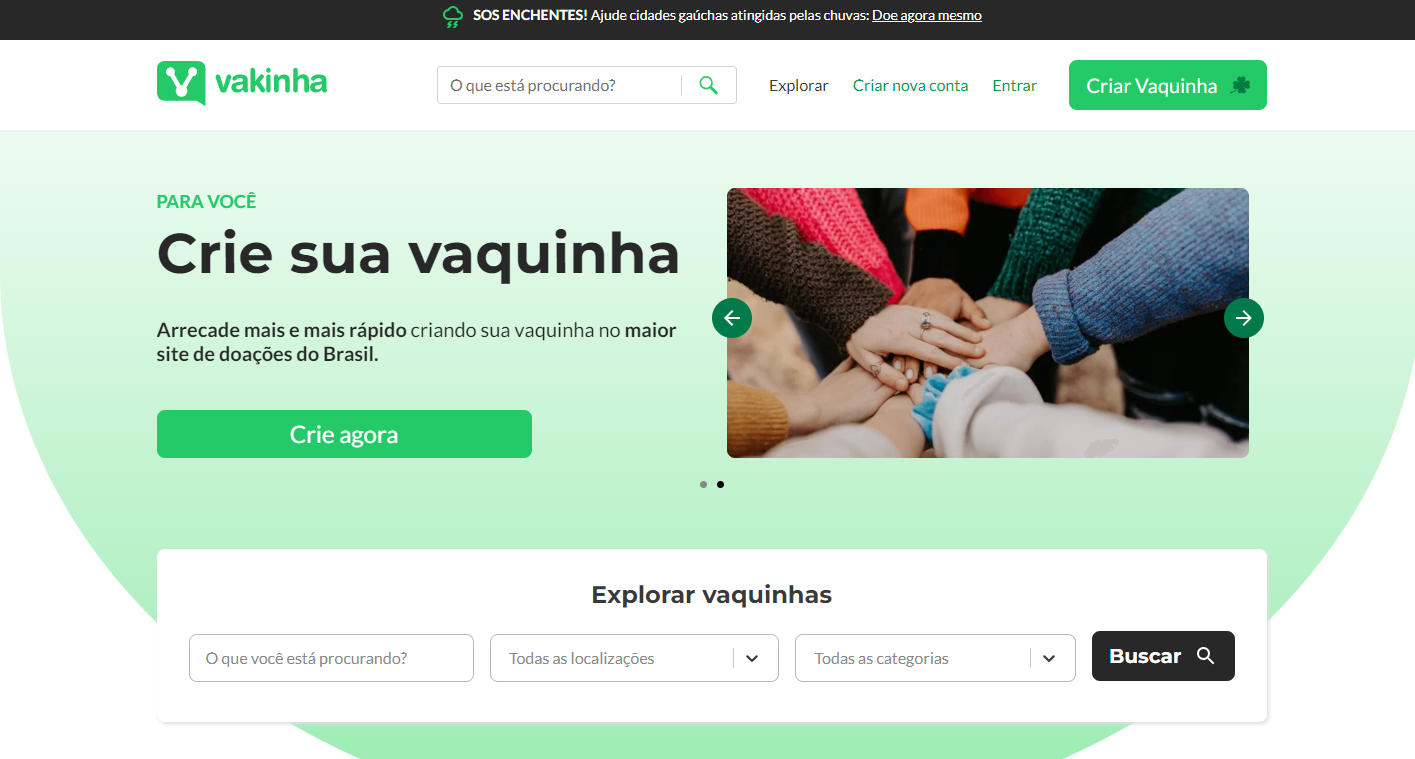 SOS ENCHENTES! Ajude cidades gaúchas atingidas pelas chuvas: Doe agora mesmo
vakinha
O que está procurando?
Explorar
Criar nova conta
Entrar
Criar Vaquinha
PARA VOCÊ
Crie sua vaquinha
Arrecade mais e mais rápido criando sua vaquinha no maior
site de doações do Brasil.
Crie agora
Explorar vaquinhas
O que você está procurando?
Todas as localizações
Todas as categorias
Buscar